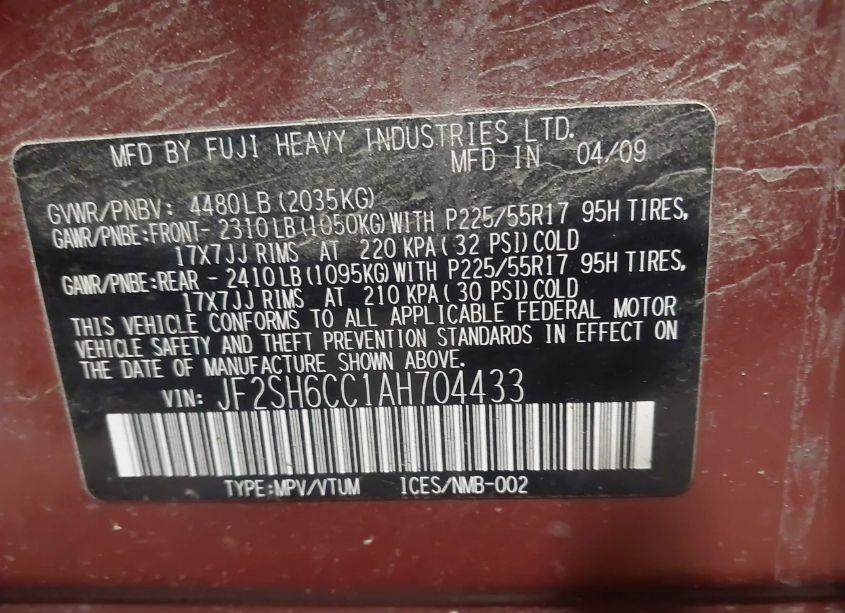 MFD BY FUJI HEAVY INDUSTRIES LTD.
MFD IN 04/09
GVWR/PNBV: 4480LB(2035KG)
GAWR/PNBE:FRONT- 2310LB(1050KG)WITH P225/55R17 95H TIRES,
17X7JJ RIMS AT 220 KPA(32 PSI)COLD
GAWR/PNBE:REAR - 2410LB(1095KG)WITH P225/55R17 95H TIRES,
17X7JJ RIMS AT 210 KPA(30 PSI)COLD
THIS VEHICLE CONFORMS TO ALL APPLICABLE FEDERAL MOTOR
VEHICLE SAFETY AND THEFT PREVENTION STANDARDS IN EFFECT ON
THE DATE OF MANUFACTURE SHOWN ABOVE.
VIN: JF2SH6CC1AH704433
TYPE:MPV/VTUM ICES/NMB-002